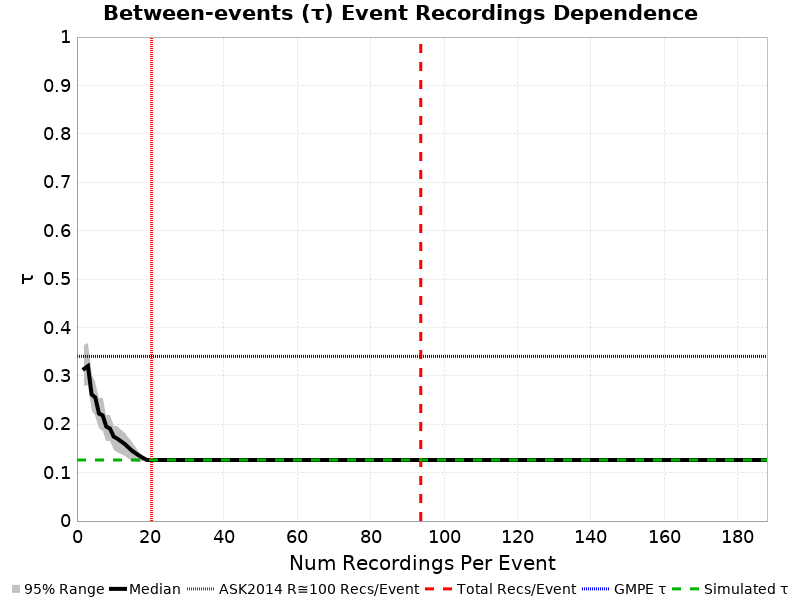 Between-events (τ) Event Recordings Dependence
1
0.9
0.8
0.7
0.6
0.5
0.4
0.3
0.2
0.1
0
τ
0 20 40 60 80 100 120 140 160 180
Num Recordings Per Event
95% Range Median ASK2014 R≅100 Recs/Event Total Recs/Event GMPE τ Simulated τ